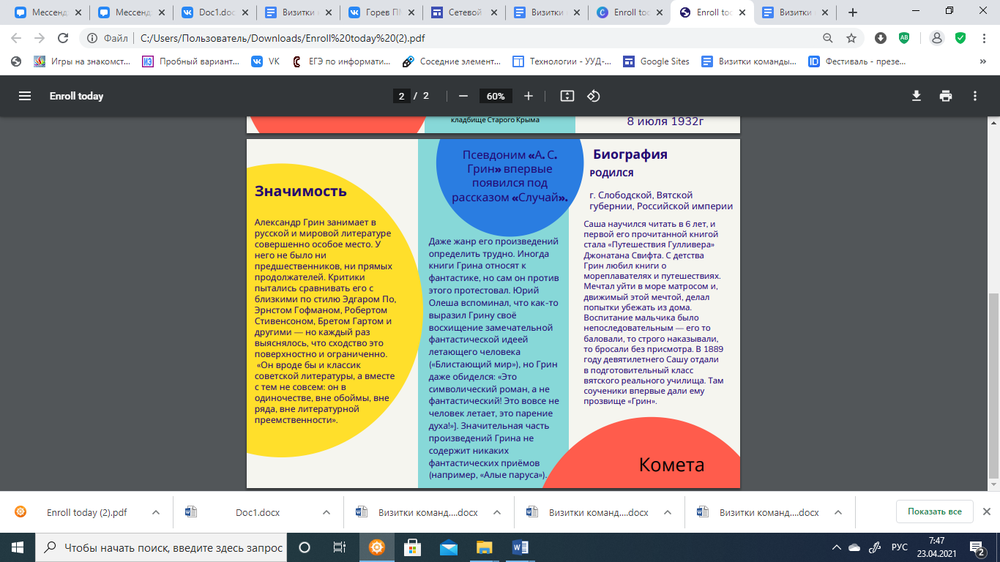 Мессенд
Мессенд
Doc1.doc
Визитки
Горев ПМ
Сетевой
Визитки
Enroll too
Enroll too
Визитки
Файл
C:/Users/Пользователь/Downloads/Enroll%20today%20(2).pdf
Игры на знакомст...
Пробный вариант...
VK
ЕГЭ по информати...
Соседние элемент...
Технологии - УУД-...
Google Sites
Визитки команды...
Фестиваль - презе...
Enroll today
2 / 2
60%
кладбище Старого Крыма
8 июля 1932г
Значимость
Александр Грин занимает в
русской и мировой литературе
совершенно особое место. У
него не было ни
предшественников, ни прямых
продолжателей. Критики
пытались сравнивать его с
близкими по стилю Эдгаром По,
Эрнстом Гофманом, Робертом
Стивенсоном, Бретом Гартом и
другими — но каждый раз
выяснялось, что сходство это
поверхностно и ограниченно.
«Он вроде бы и классик
советской литературы, а вместе
с тем не совсем: он в
одиночестве, вне обоймы, вне
ряда, вне литературной
преемственности».
Псевдоним «А. С.
Грин» впервые
появился под
рассказом «Случай».
Даже жанр его произведений
определить трудно. Иногда
книги Грина относят к
фантастике, но сам он против
этого протестовал. Юрий
Олеша вспоминал, что как-то
выразил Грину своё
восхищение замечательной
фантастической идеей
летающего человека
(«Блистающий мир»), но Грин
даже обиделся: «Это
символический роман, а не
фантастический! Это вовсе не
человек летает, это парение
духа!»]. Значительная часть
произведений Грина не
содержит никаких
фантастических приёмов
(например, «Алые паруса»).
Биография
РОДИЛСЯ
г. Слободской, Вятской
губернии, Российской империи
Саша научился читать в 6 лет, и
первой его прочитанной книгой
стала «Путешествия Гулливера»
Джонатана Свифта. С детства
Грин любил книги о
мореплавателях и путешествиях.
Мечтал уйти в море матросом и,
движимый этой мечтой, делал
попытки убежать из дома.
Воспитание мальчика было
непоследовательным — его то
баловали, то строго наказывали,
то бросали без присмотра. В 1889
году девятилетнего Сашу отдали
в подготовительный класс
вятского реального училища. Там
соученики впервые дали ему
прозвище «Грин».
Комета
Enroll today (2).pdf
Doc1.docx
Визитки команд....docx
Визитки команд....docx
Визитки команд....docx
Показать все
Чтобы начать поиск, введите здесь запрос
РУС
7:47
23.04.2021
2